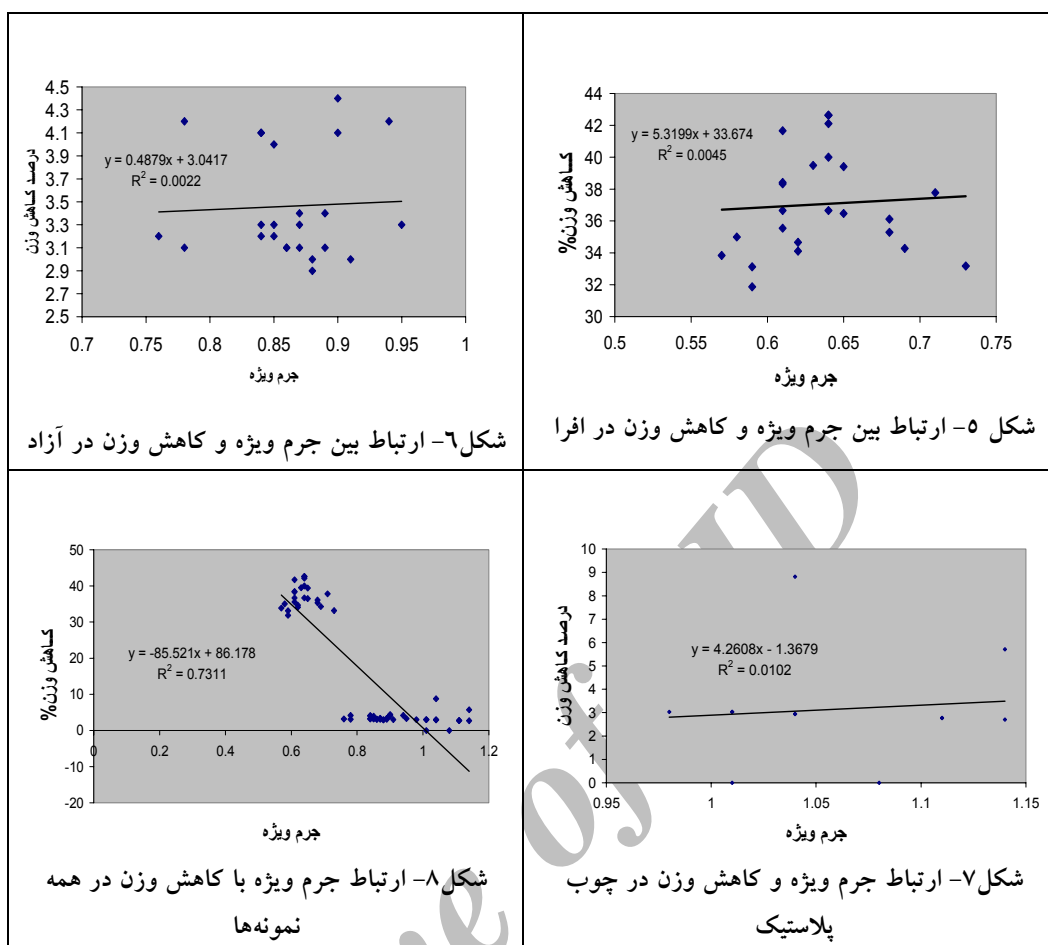 4.5
4.3
4.1
3.9
3.7
3.5
3.3
3.1
2.9
2.7
2.5
0.7 0.75 0.8 0.85 0.9 0.95 1
y = 0.4879x + 3.0417
R² = 0.0022
درصد کاهش وزن
جرم ویژه
شکل٦- ارتباط بین جرم ویژه و کاهش وزن در آزاد
44
42
40
38
36
34
32
30
0.5 0.55 0.6 0.65 0.7 0.75
y = 5.3199x + 33.674
R² = 0.0045
کاهش وزن%
جرم ویژه
شکل ٥- ارتباط بین جرم ویژه و کاهش وزن در افرا
50
40
30
20
10
0
-10
-20
0 0.2 0.4 0.6 0.8 1 1.2
y = -85.521x + 86.178
R² = 0.7311
کاهش وزن%
جرم ویژه
شکل٨- ارتباط جرم ویژه با کاهش وزن در همه
نمونه‌ها
10
9
8
7
6
5
4
3
2
1
0
0.95 1 1.05 1.1 1.15
y = 4.2608x - 1.3679
R² = 0.0102
درصد کاهش وزن
جرم ویژه
شکل٧- ارتباط جرم ویژه و کاهش وزن در چوب
پلاستیک
of